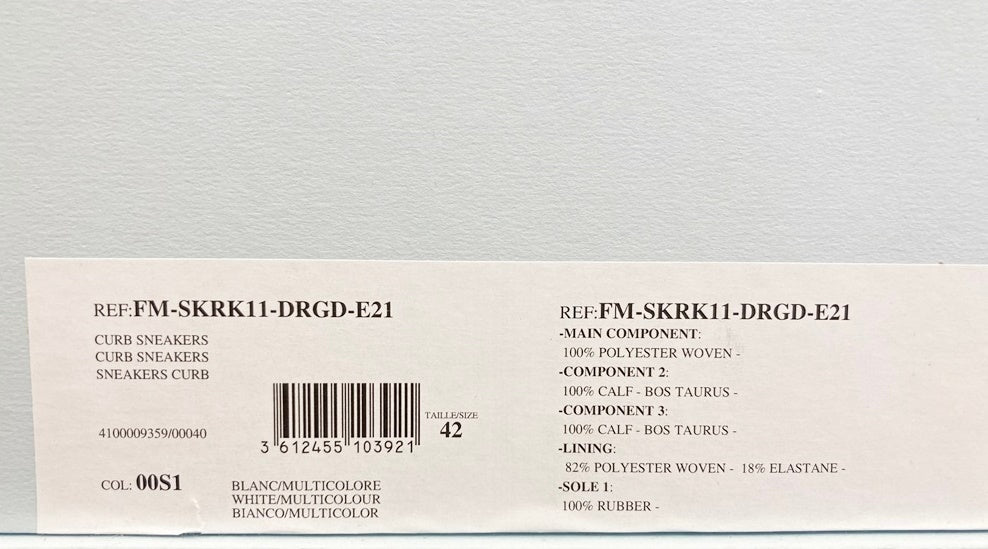 REF:FM-SKRK11-DRGD-E21
CURB SNEAKERS
CURB SNEAKERS
SNEAKERS CURB
4100009359/00040
3 612455 103921
TAILLE/SIZE
42
COL: 00S1
BLANC/MULTICOLORE
WHITE/MULTICOLOUR
BIANCO/MULTICOLOR
REF:FM-SKRK11-DRGD-E21
-MAIN COMPONENT:
100% POLYESTER WOVEN -
-COMPONENT 2:
100% CALF - BOS TAURUS -
-COMPONENT 3:
100% CALF - BOS TAURUS -
-LINING:
82% POLYESTER WOVEN - 18% ELASTANE -
-SOLE 1:
100% RUBBER -